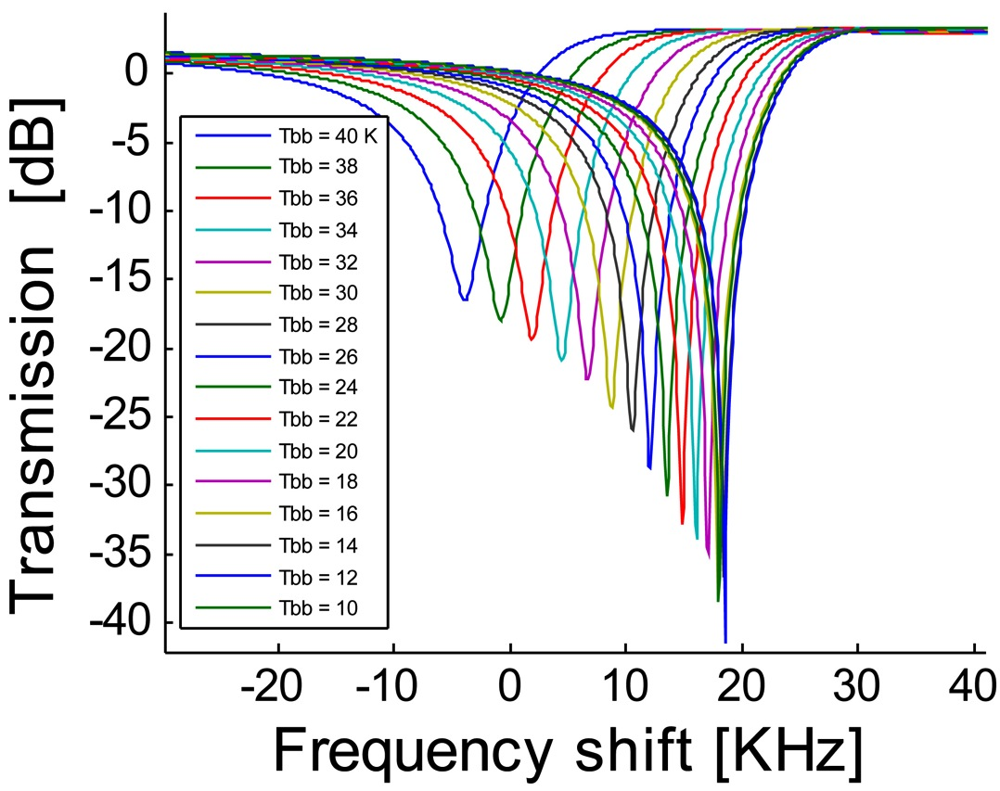 Transmission [dB]
0
-5
-10
-15
-20
-25
-30
-35
-40
Tbb = 40 K
Tbb = 38
Tbb = 36
Tbb = 34
Tbb = 32
Tbb = 30
Tbb = 28
Tbb = 26
Tbb = 24
Tbb = 22
Tbb = 20
Tbb = 18
Tbb = 16
Tbb = 14
Tbb = 12
Tbb = 10
-20 -10 0 10 20 30 40
Frequency shift [KHz]